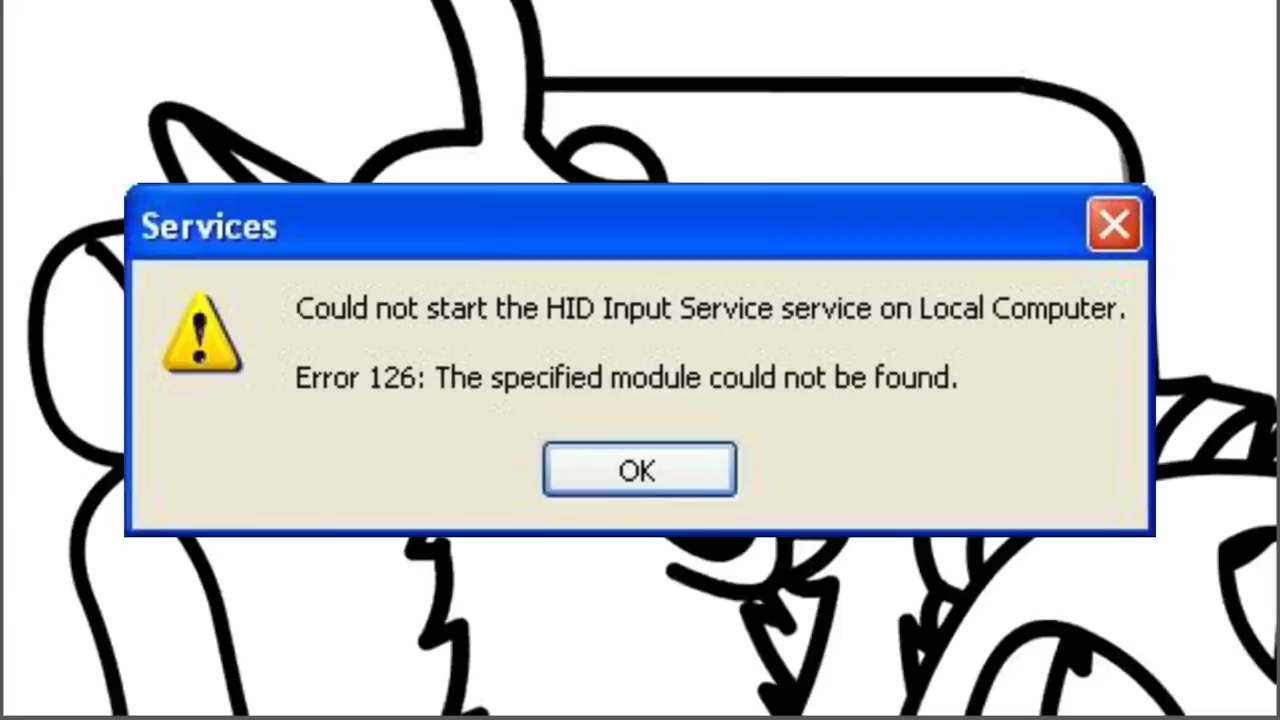 Services
Could not start the HID Input Service service on Local Computer.
Error 126: The specified module could not be found.
OK